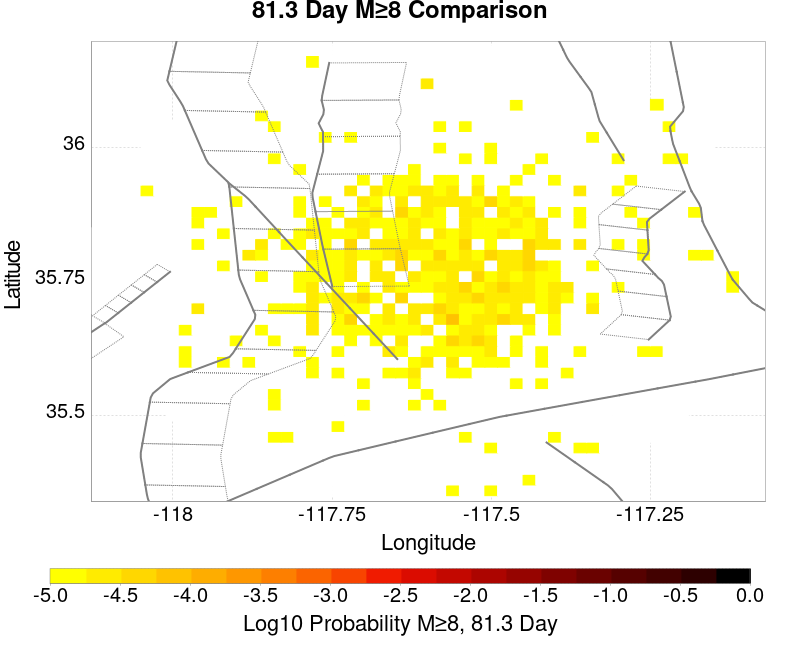 81.3 Day M≥8 Comparison
36
35.75
35.5
Latitude
-118 -117.75 -117.5 -117.25
Longitude
-5.0 -4.5 -4.0 -3.5 -3.0 -2.5 -2.0 -1.5 -1.0 -0.5 0.0
Log10 Probability M≥8, 81.3 Day